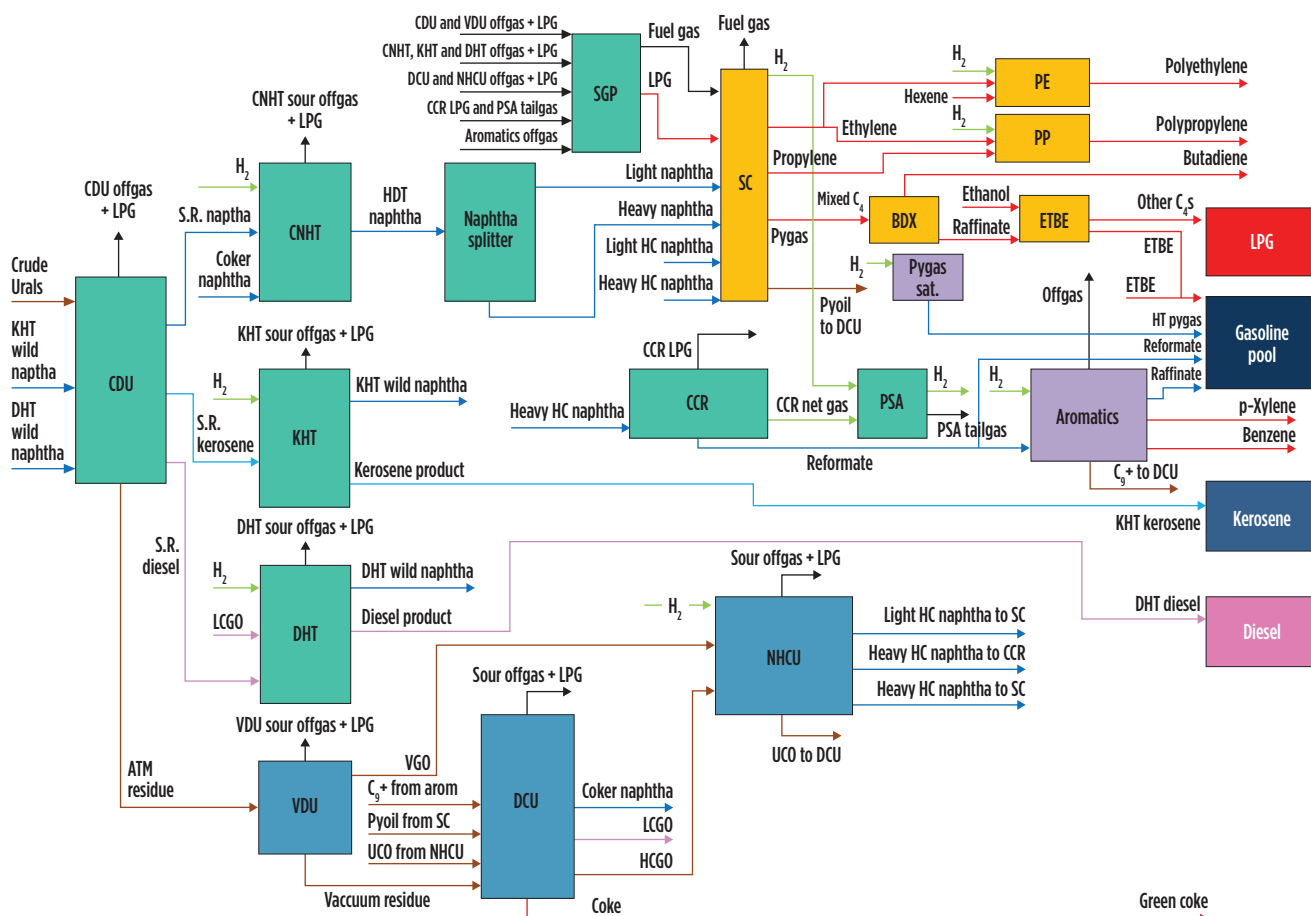 CDU and VDU offgas + LPG
CNHT, KHT and DHT offgas + LPG
DCU and NHCU offgas + LPG
CCR LPG and PSA tailgas
Aromatics offgas
SGP
Fuel gas
LPG
Fuel gas
H2
SC
H2
Hexene
PE
Polyethylene
Ethylene
H2
PP
Polypropylene
Propylene
Butadiene
Mixed C4
BDX
Ethanol
Raffinate
ETBE
Other C4s
ETBE
ETBE
LPG
Pygas
H2
Pygas
sat.
Pyoil
to DCU
HT pygas
Reformate
Raffinate
Gasoline
pool
CNHT sour offgas
+ LPG
H2
S.R. naptha
Coker
naphtha
CNHT
HDT
naphtha
Naphtha
splitter
Light naphtha
Heavy naphtha
Light HC naphtha
Heavy HC naphtha
CDU offgas
+ LPG
Crude
Urals
KHT
wild
naptha
DHT
wild
naphtha
CDU
KHT sour offgas + LPG
H2
S.R.
kerosene
KHT
KHT wild naphtha
Kerosene product
CCR LPG
Heavy HC naphtha
CCR
CCR net gas
Reformate
PSA
H2
PSA tailgas
Offgas
H2
Aromatics
p-Xylene
Benzene
C9+ to DCU
KHT kerosene
Kerosene
DHT sour offgas + LPG
S.R.
diesel
H2
LCGO
DHT
DHT wild naphtha
Diesel product
DHT diesel
Diesel
Sour offgas + LPG
H2
NHCU
Light HC naphtha to SC
Heavy HC naphtha to CCR
Heavy HC naphtha to SC
UCO to DCU
VDU sour offgas + LPG
ATM
residue
VDU
VGO
Vaccuum residue
Sour offgas + LPG
C9+ from arom
Pyoil from SC
UCO from NHCU
DCU
Coker naphtha
LCGO
HCGO
Coke
Green coke